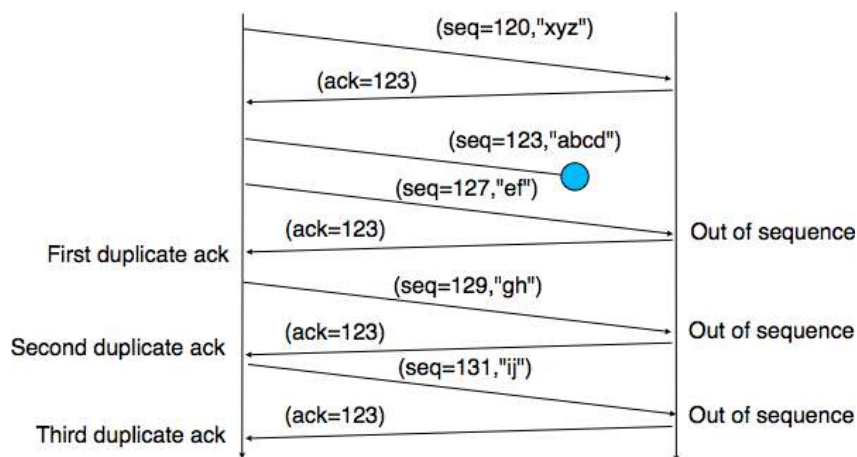 (seq=120,"xyz")
(ack=123)
(seq=123,"abcd")
(seq=127,"ef")
(ack=123)
Out of sequence
First duplicate ack
(seq=129,"gh")
(ack=123)
Out of sequence
Second duplicate ack
(seq=131,"ij")
(ack=123)
Out of sequence
Third duplicate ack